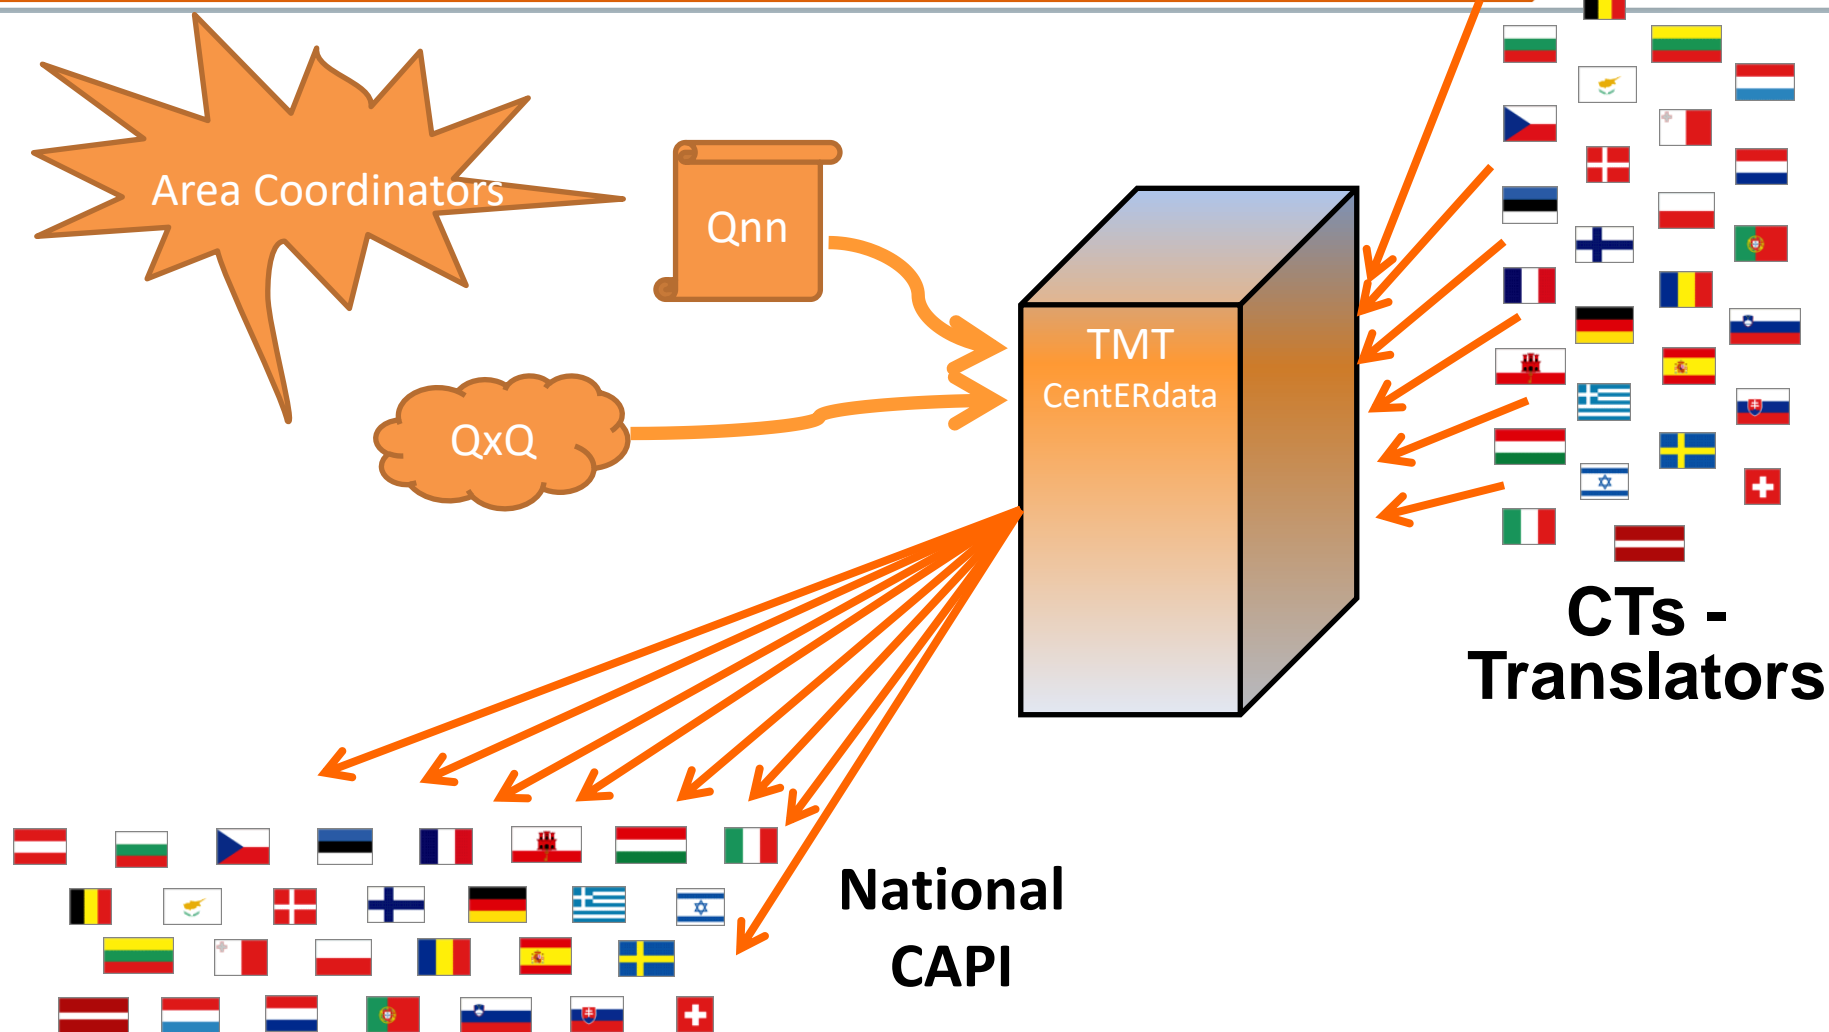 Area Coordinators
Qnn
QxQ
TMT
CentERdata
CTs -
Translators
National
CAPI